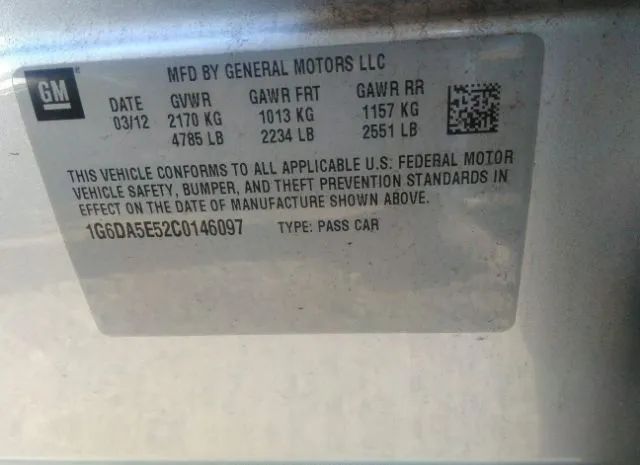 GM
MFD BY GENERAL MOTORS LLC
DATE GVWR GAWR FRT GAWR RR
03/12 2170 KG 1013 KG 1157 KG
4785 LB 2234 LB 2551 LB
THIS VEHICLE CONFORMS TO ALL APPLICABLE U.S. FEDERAL MOTOR
VEHICLE SAFETY, BUMPER, AND THEFT PREVENTION STANDARDS IN
EFFECT ON THE DATE OF MANUFACTURE SHOWN ABOVE.
1G6DA5E52C0146097 TYPE: PASS CAR